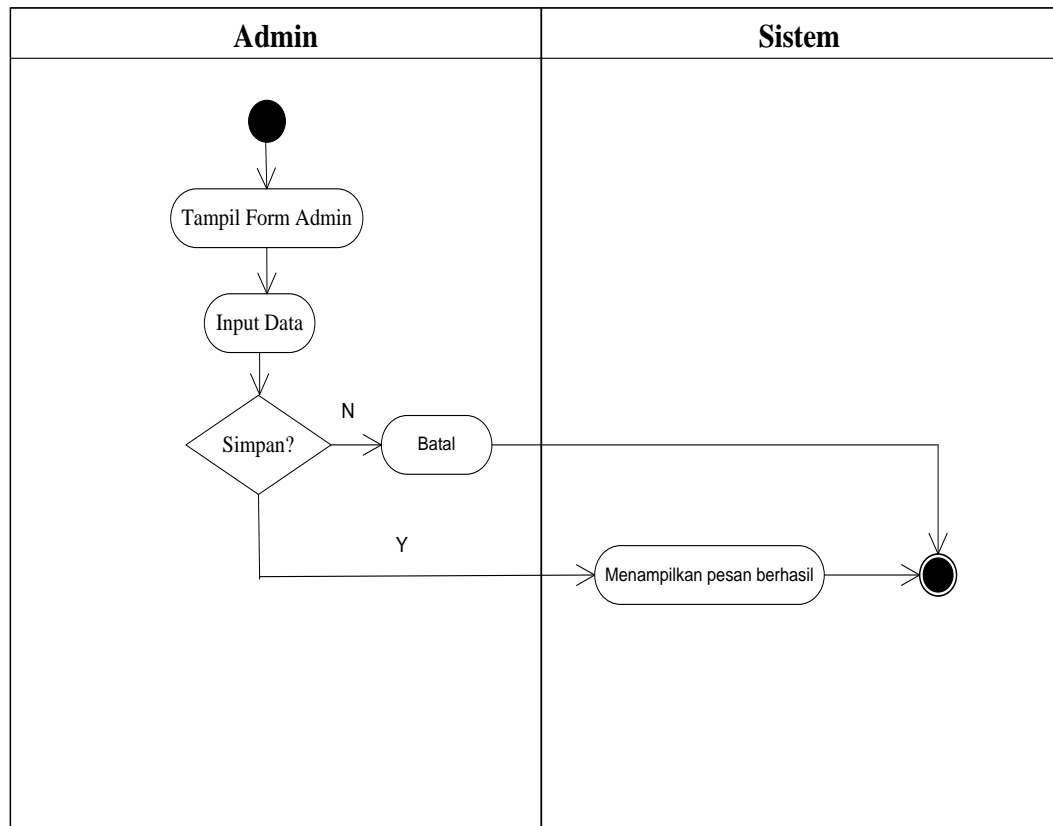 Admin
Sistem
Tampil Form Admin
Input Data
Simpan?
N
Batal
Y
Menampilkan pesan berhasil